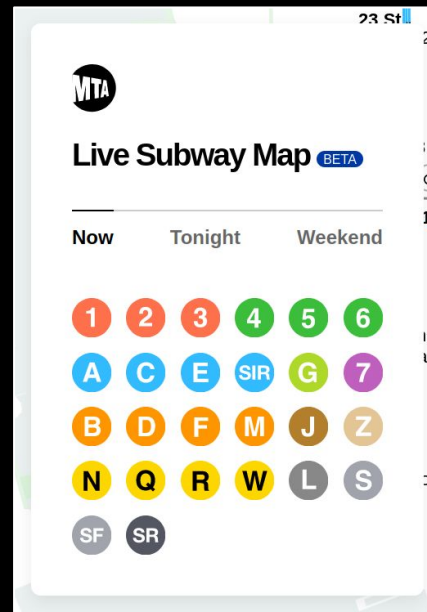 23 St
MTA
Live Subway Map BETA
Now Tonight Weekend
1 2 3 4 5 6
A C E SIR G 7
B D F M J Z
N Q R W L S
SF SR